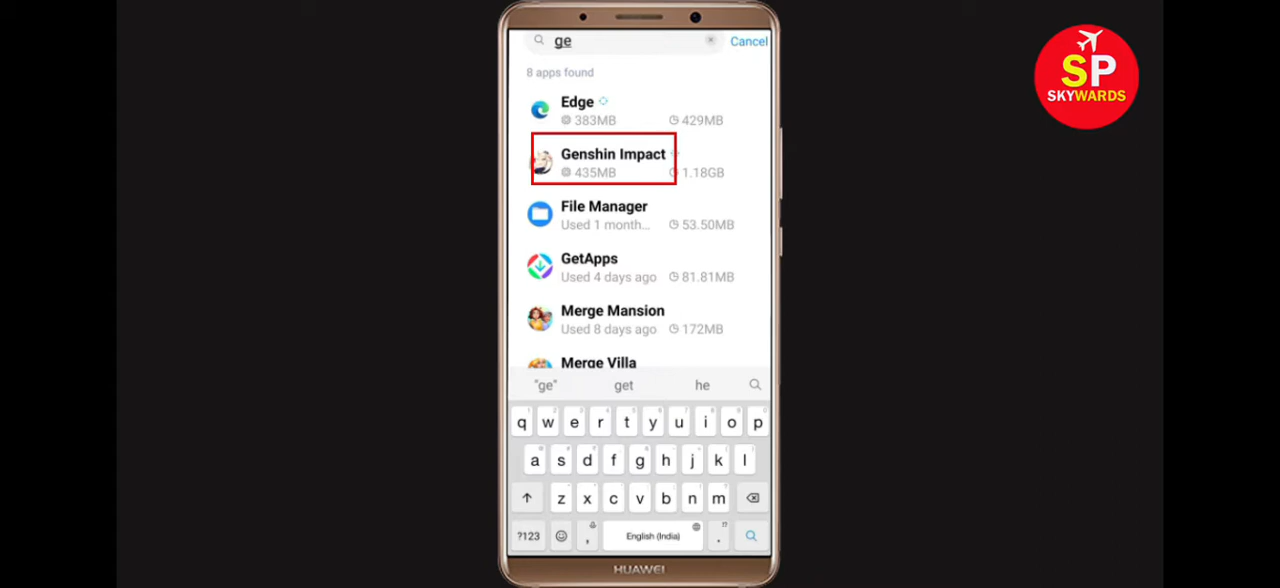 ge
Cancel
8 apps found
Edge
383MB
429MB
Genshin Impact
435MB
1.18GB
File Manager
Used 1 month...
53.50MB
GetApps
Used 4 days ago
81.81MB
Merge Mansion
Used 8 days ago
172MB
Merge Villa
"ge" get he
q w e r t y u i o p
a s d f g h j k l
z x c v b n m
?123 , English (India) .
HUAWEI
SP
SKYWARDS